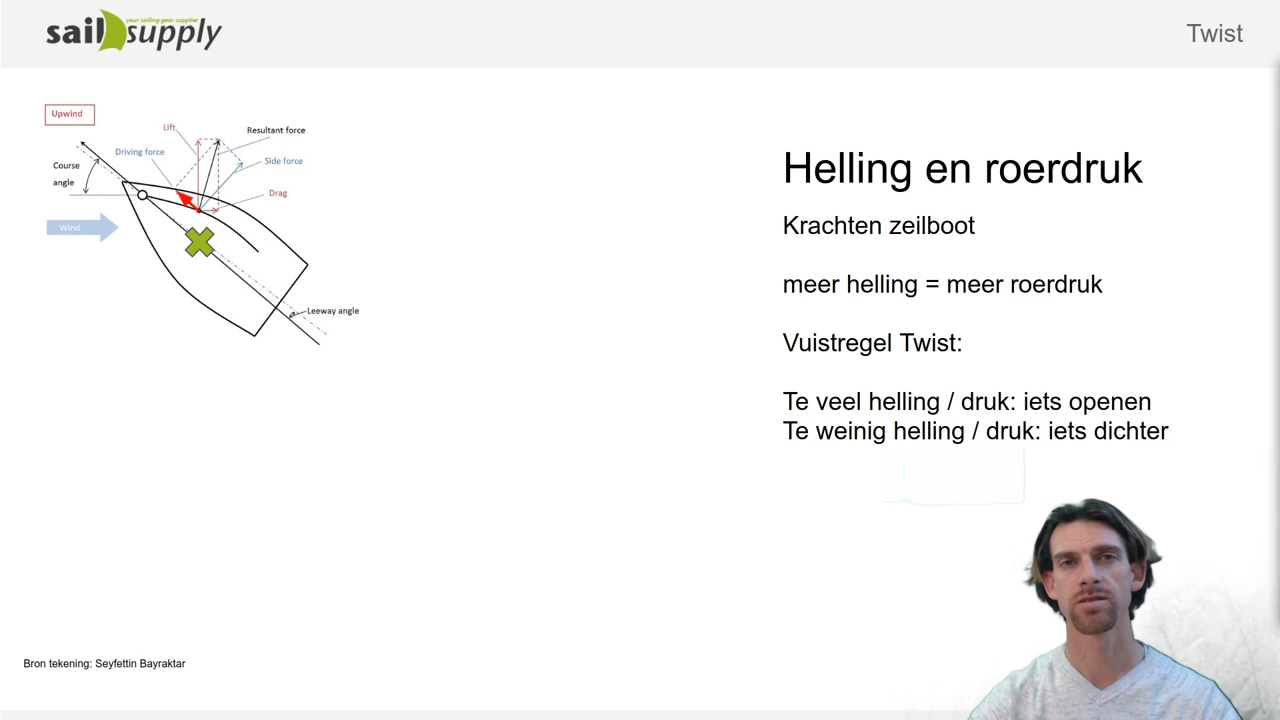 your sailing gear supplier
sail supply
Twist
Upwind
Lift
Resultant force
Driving force
Side force
Course
angle
Drag
Wind
Leeway angle
Helling en roerdruk
Krachten zeilboot
meer helling = meer roerdruk
Vuistregel Twist:
Te veel helling / druk: iets openen
Te weinig helling / druk: iets dichter
Bron tekening: Seyfettin Bayraktar